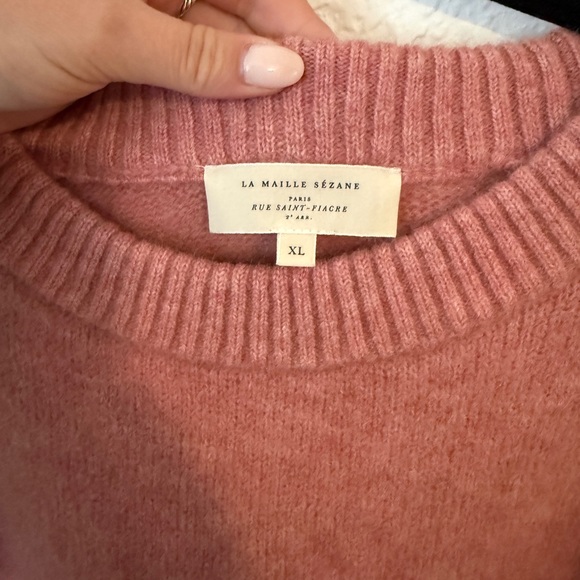 LA MAILLE SÉZANE
PARIS
RUE SAINT-FIACRE
2ᵉ ARR.
XL